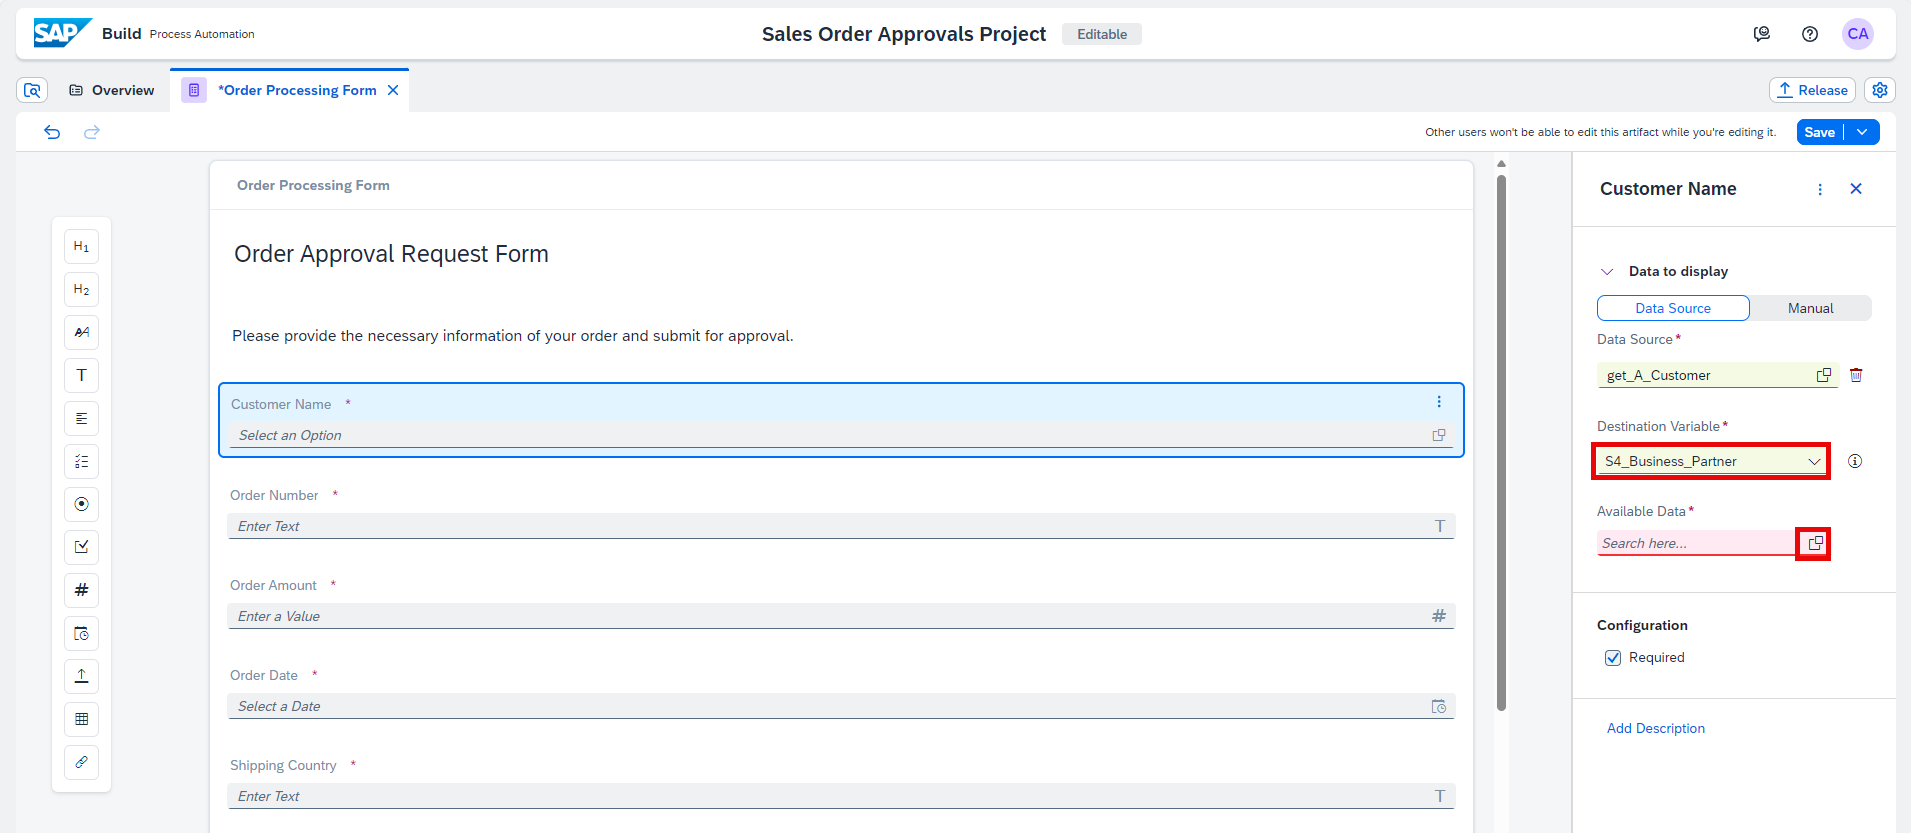 SAP Build Process Automation
Sales Order Approvals Project Editable
CA
Overview
*Order Processing Form
Release
Other users won't be able to edit this artifact while you're editing it.
Save
H1
H2
AA
T
#
Order Processing Form
Order Approval Request Form
Please provide the necessary information of your order and submit for approval.
Customer Name *
Select an Option
Order Number *
Enter Text T
Order Amount *
Enter a Value #
Order Date *
Select a Date
Shipping Country *
Enter Text T
Customer Name
Data to display
Data Source Manual
Data Source*
get_A_Customer
Destination Variable*
S4_Business_Partner
Available Data*
Search here...
Configuration
Required
Add Description